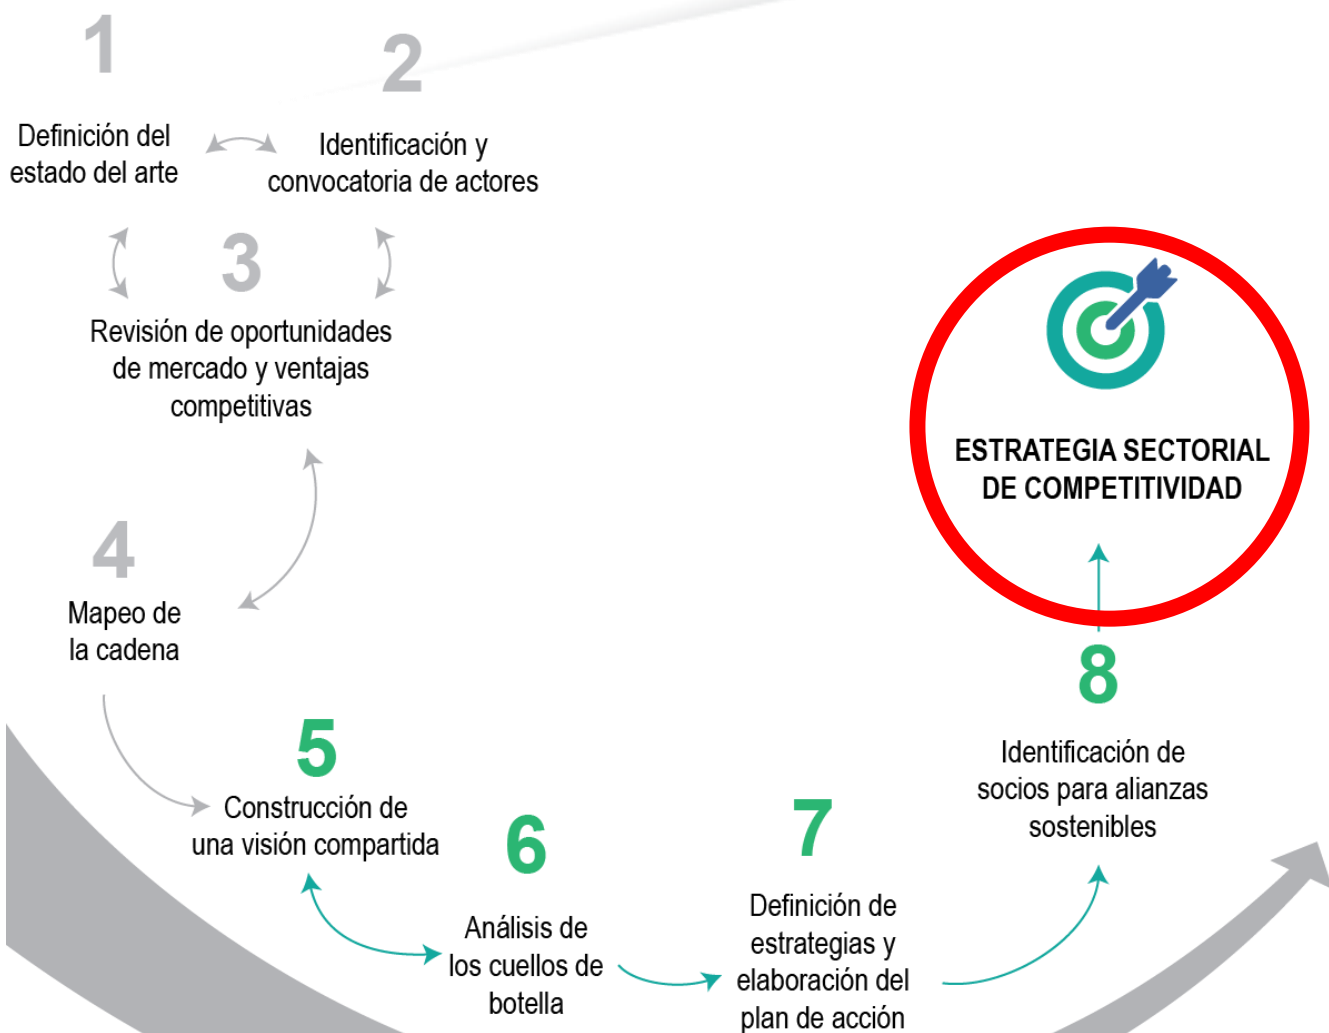 1
Definición del
estado del arte
2
Identificación y
convocatoria de actores
3
Revisión de oportunidades
de mercado y ventajas
competitivas
4
Mapeo de
la cadena
5
Construcción de
una visión compartida
6
Análisis de
los cuellos de
botella
7
Definición de
estrategias y
elaboración del
plan de acción
8
Identificación de
socios para alianzas
sostenibles
ESTRATEGIA SECTORIAL
DE COMPETITIVIDAD